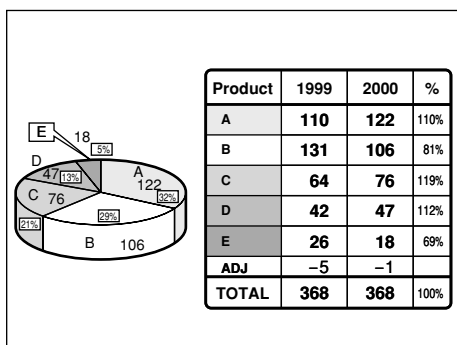 E 18
5%
D 47 13% A
122
C 76 32%
29%
21%
B 106
Product 1999 2000 %
A 110 122 110%
B 131 106 81%
C 64 76 119%
D 42 47 112%
E 26 18 69%
ADJ −5 −1
TOTAL 368 368 100%